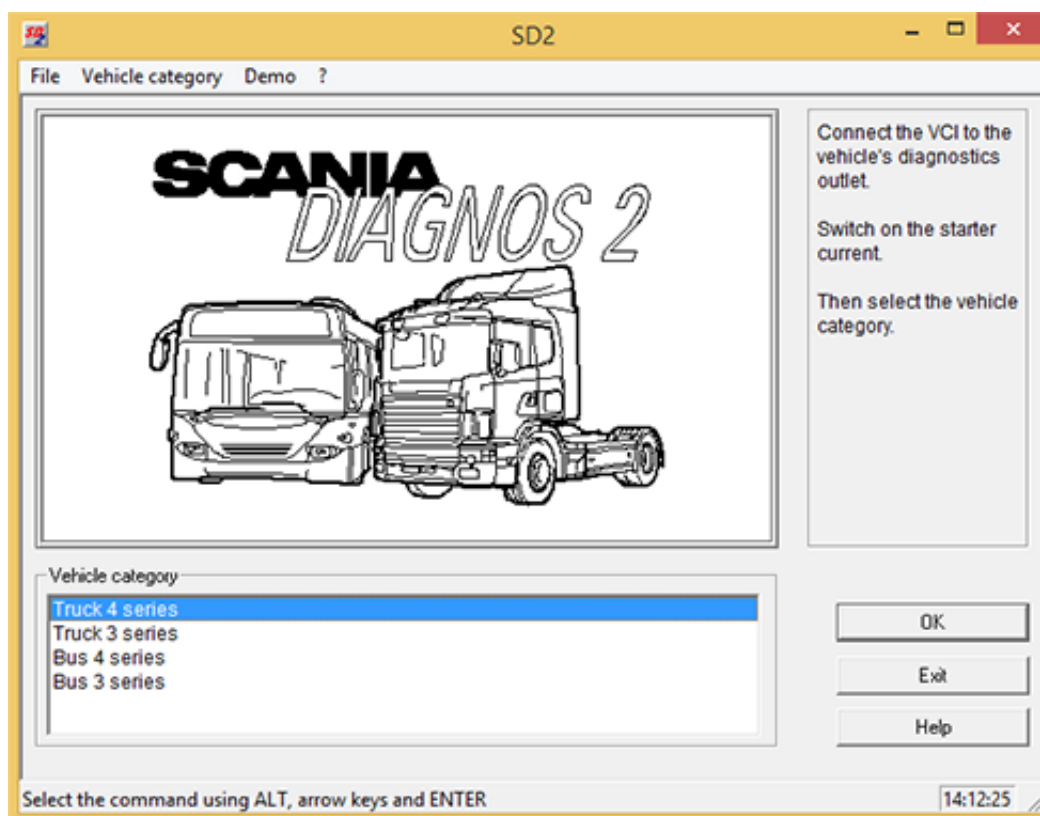 SD2
File Vehicle category Demo ?
SCANIA
DIAGNOS 2
Connect the VCI to the
vehicle's diagnostics
outlet.
Switch on the starter
current.
Then select the vehicle
category.
Vehicle category
Truck 4 series
Truck 3 series
Bus 4 series
Bus 3 series
OK
Exit
Help
Select the command using ALT, arrow keys and ENTER
14:12:25